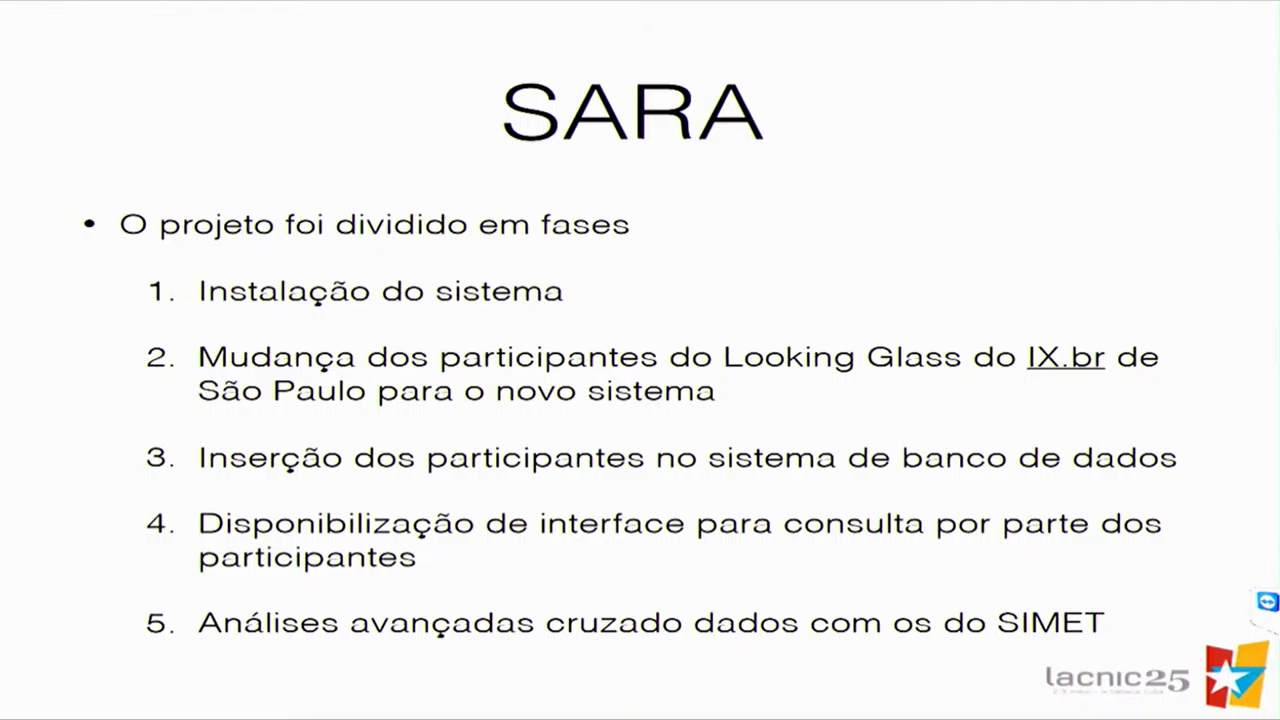 SARA
• O projeto foi dividido em fases
1. Instalação do sistema
2. Mudança dos participantes do Looking Glass do IX.br de
São Paulo para o novo sistema
3. Inserção dos participantes no sistema de banco de dados
4. Disponibilização de interface para consulta por parte dos
participantes
5. Análises avançadas cruzado dados com os do SIMET
lacnic25